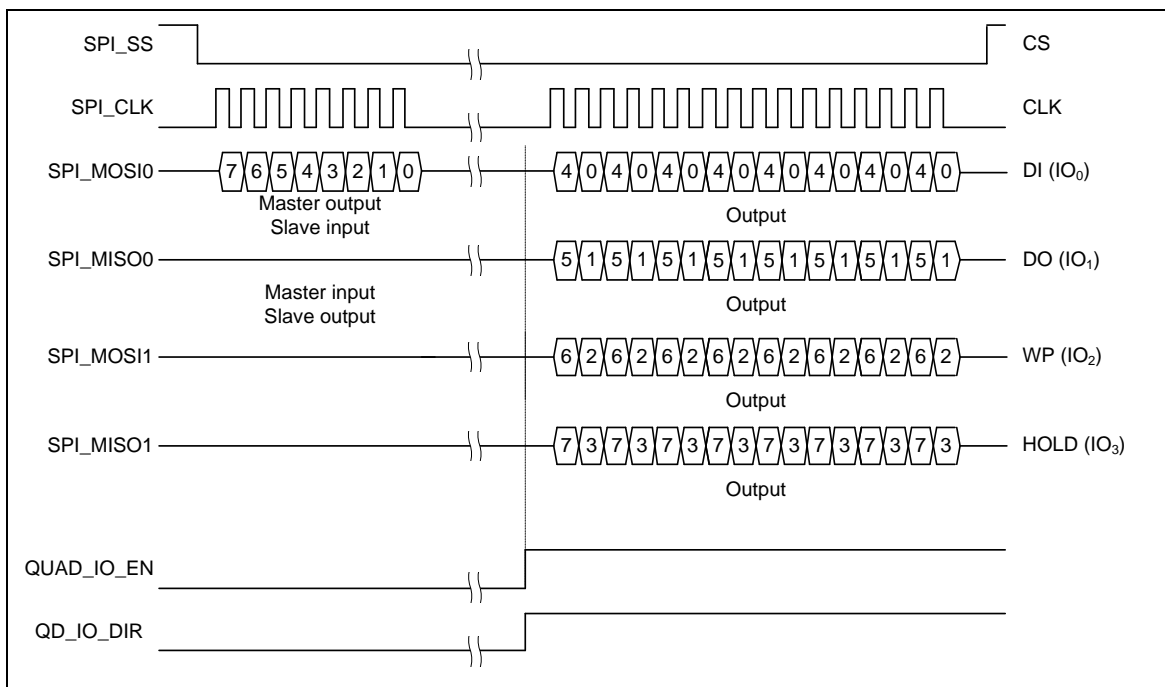 SPI_SS CS
SPI_CLK CLK
SPI_MOSI0 7 6 5 4 3 2 1 0 4 0 4 0 4 0 4 0 4 0 4 0 4 0 4 0 DI (IO₀)
Master output
Slave input
Output
SPI_MISO0 5 1 5 1 5 1 5 1 5 1 5 1 5 1 5 1 DO (IO₁)
Master input
Slave output
Output
SPI_MOSI1 6 2 6 2 6 2 6 2 6 2 6 2 6 2 6 2 WP (IO₂)
Output
SPI_MISO1 7 3 7 3 7 3 7 3 7 3 7 3 7 3 7 3 HOLD (IO₃)
Output
QUAD_IO_EN
QD_IO_DIR